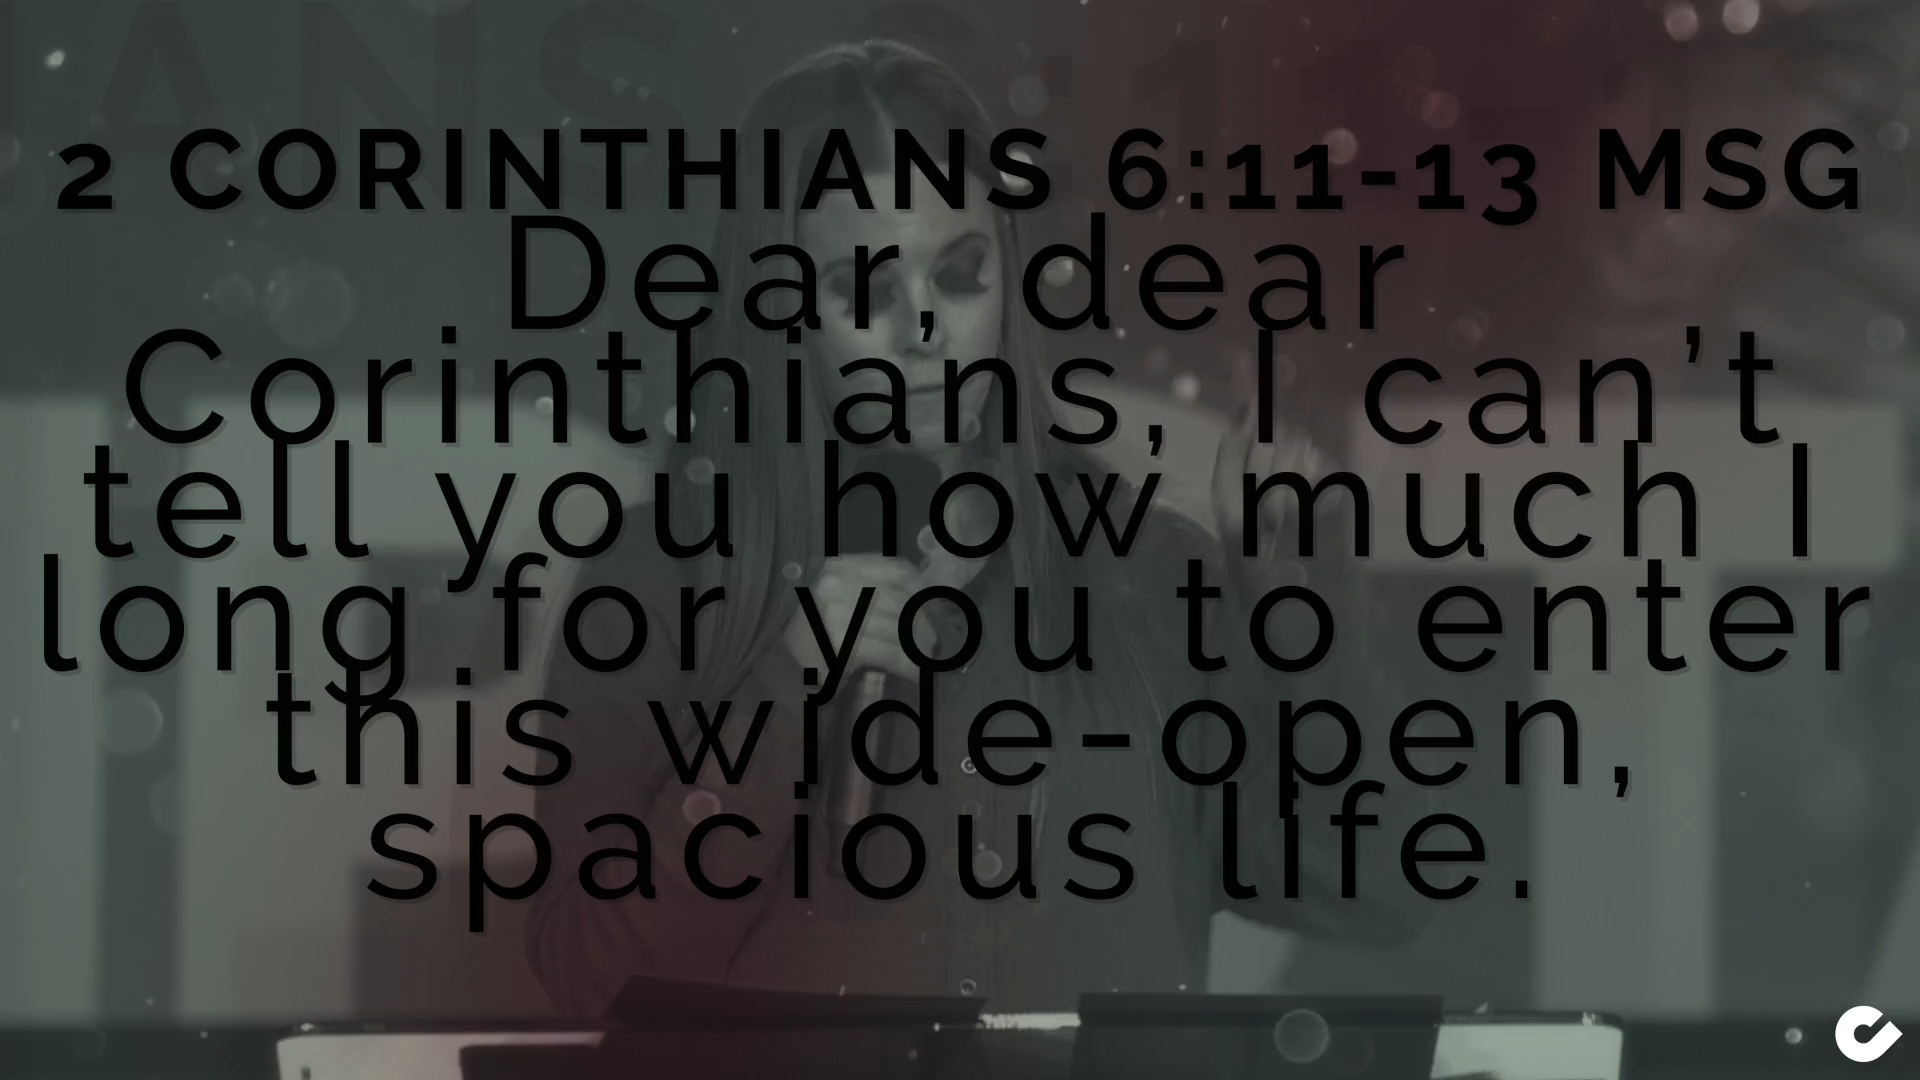 2 CORINTHIANS 6:11-13 MSG
Dear, dear
Corinthians, I can’t
tell you how much I
long for you to enter
this wide-open,
spacious life.